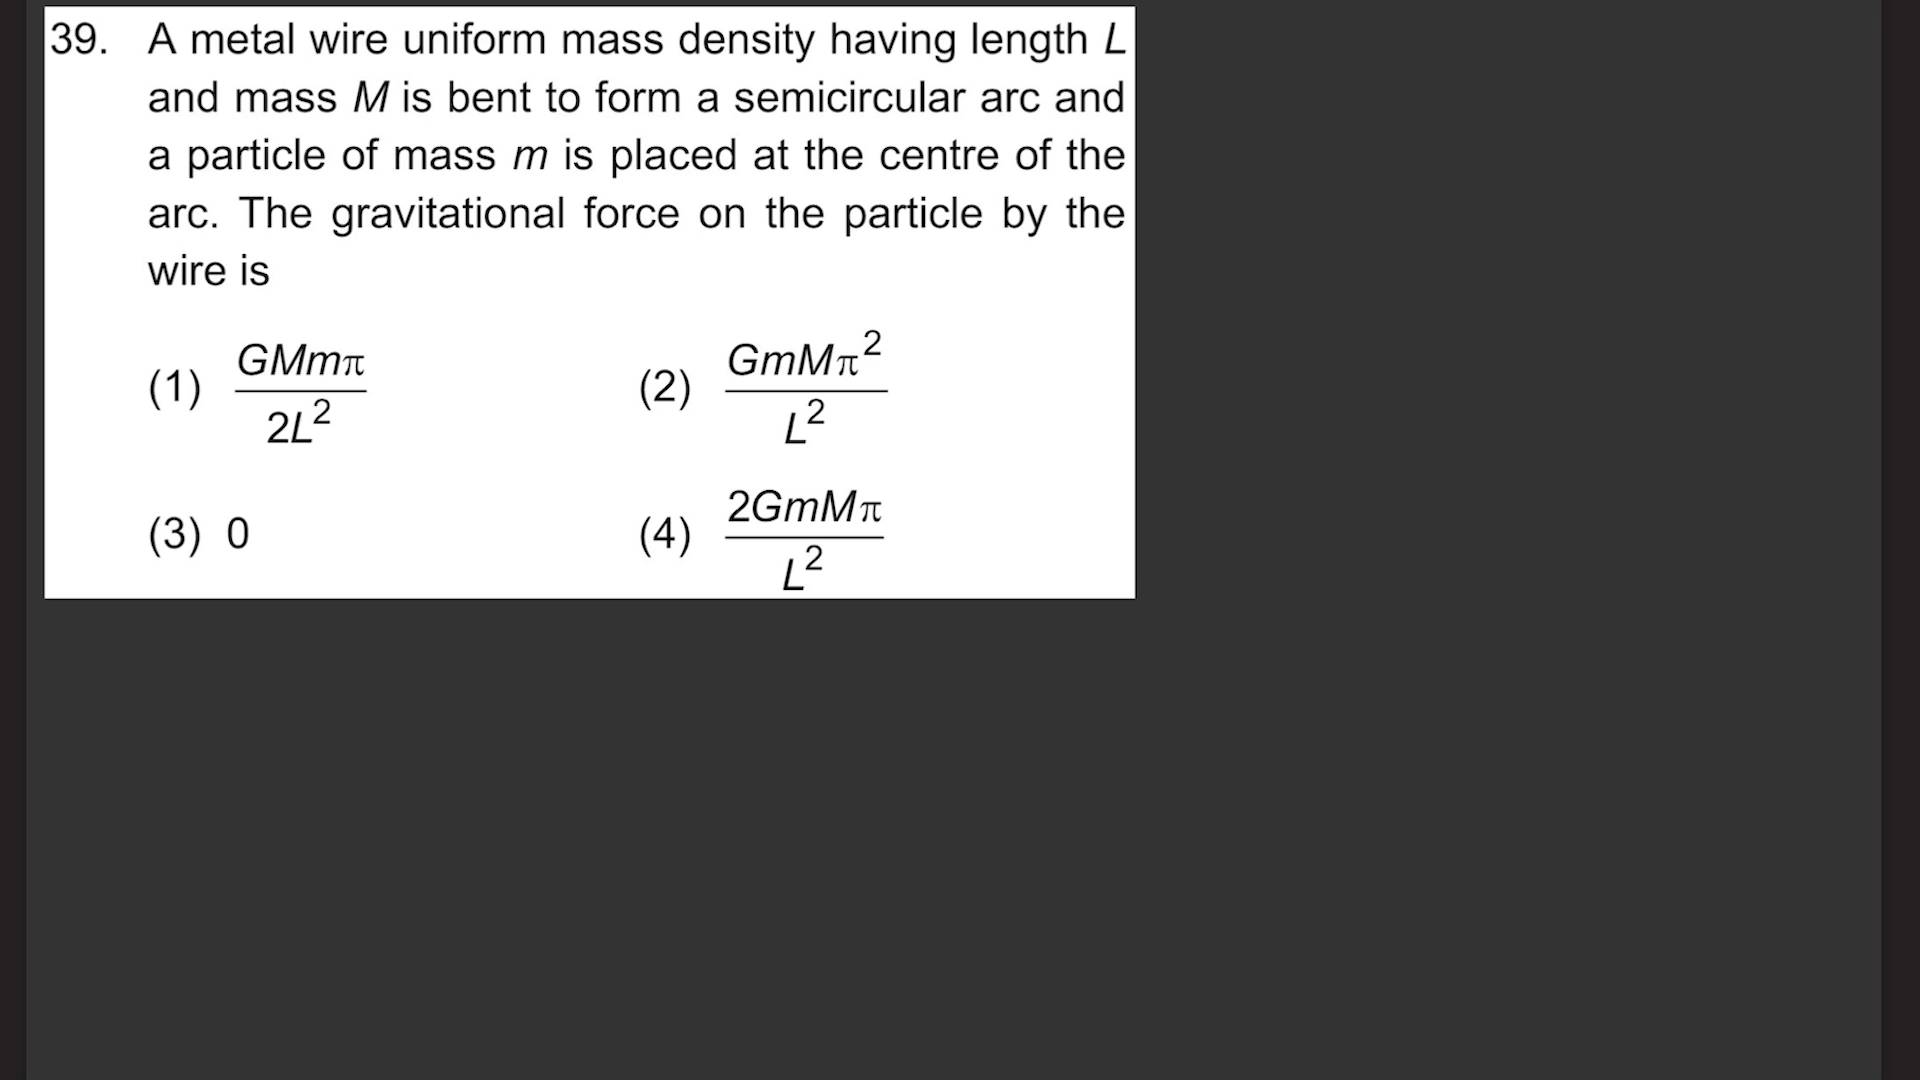 39. A metal wire uniform mass density having length L
and mass M is bent to form a semicircular arc and
a particle of mass m is placed at the centre of the
arc. The gravitational force on the particle by the
wire is
(1) GMmπ / 2L² (2) GmMπ² / L²
(3) 0 (4) 2GmMπ / L²